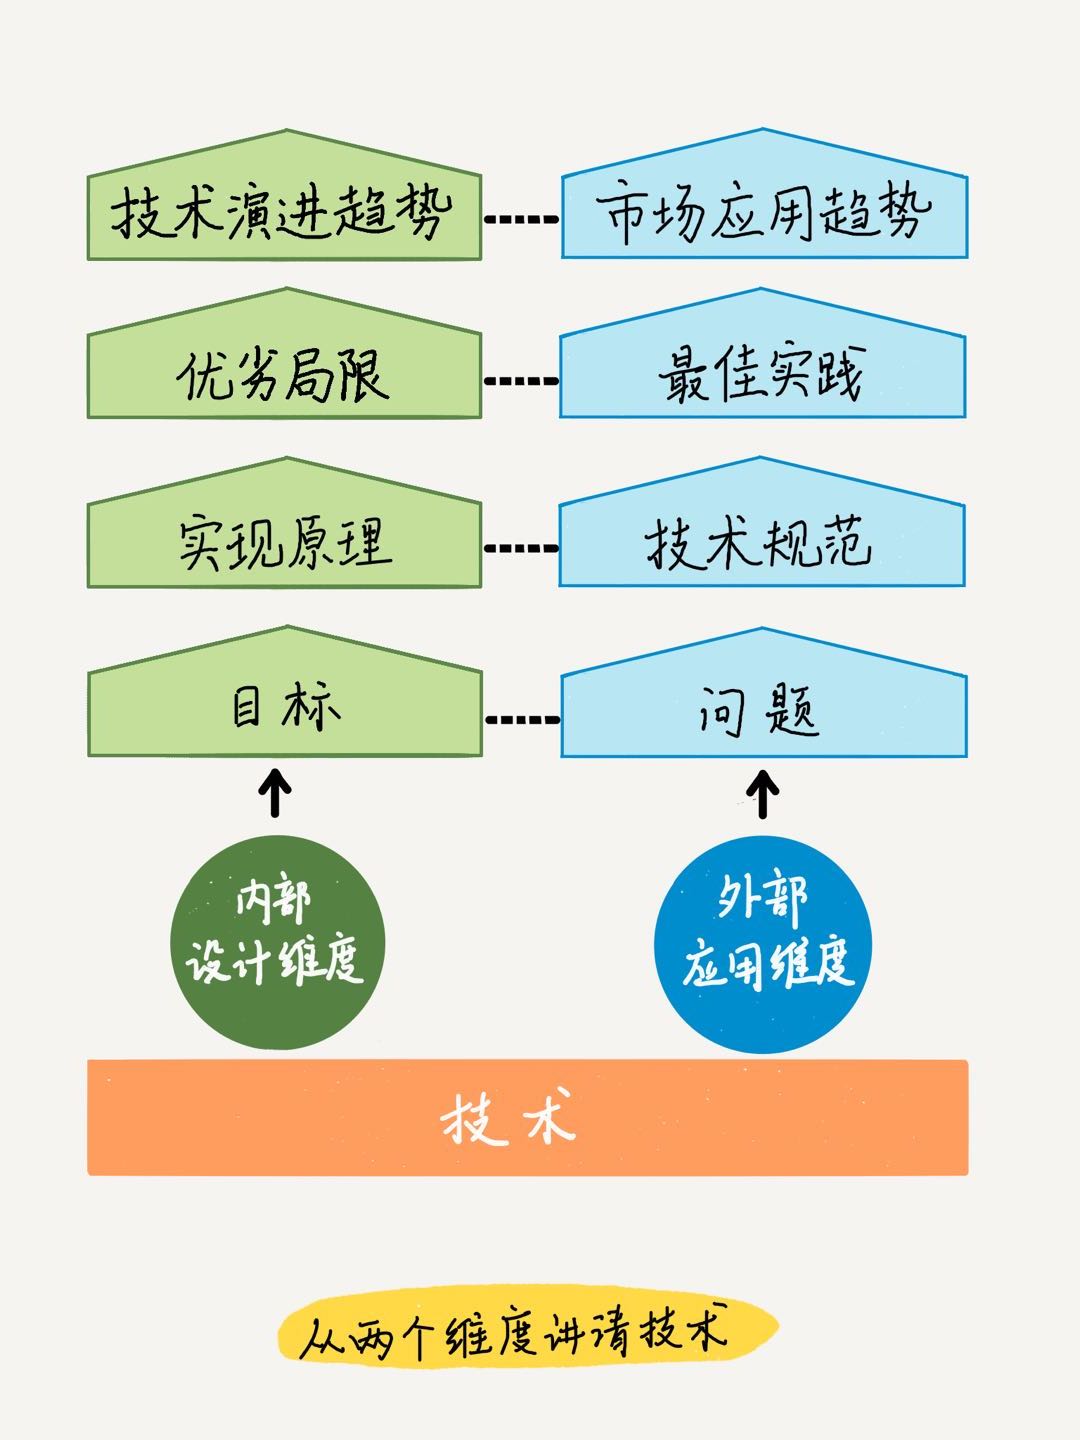 技术演进趋势
市场应用趋势
优劣局限
最佳实践
实现原理
技术规范
目标
问题
内部
设计维度
外部
应用维度
技术
从两个维度讲请技术